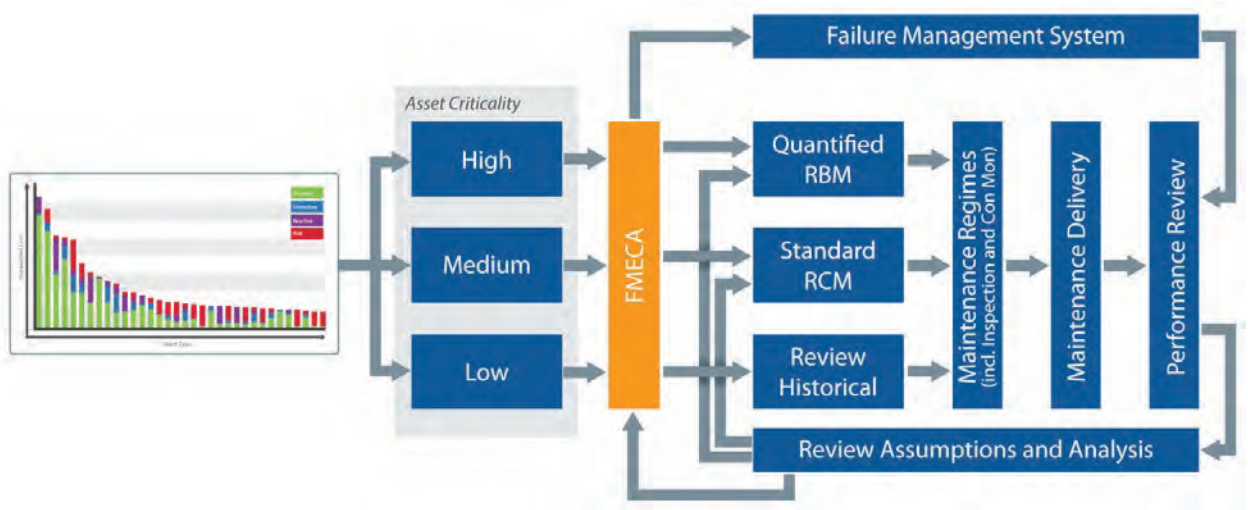 Failure Management System
Asset Criticality
High
Medium
Low
FMECA
Quantified
RBM
Standard
RCM
Review
Historical
Maintenance Regimes
(incl. Inspection and Con Mon)
Maintenance Delivery
Performance Review
Review Assumptions and Analysis